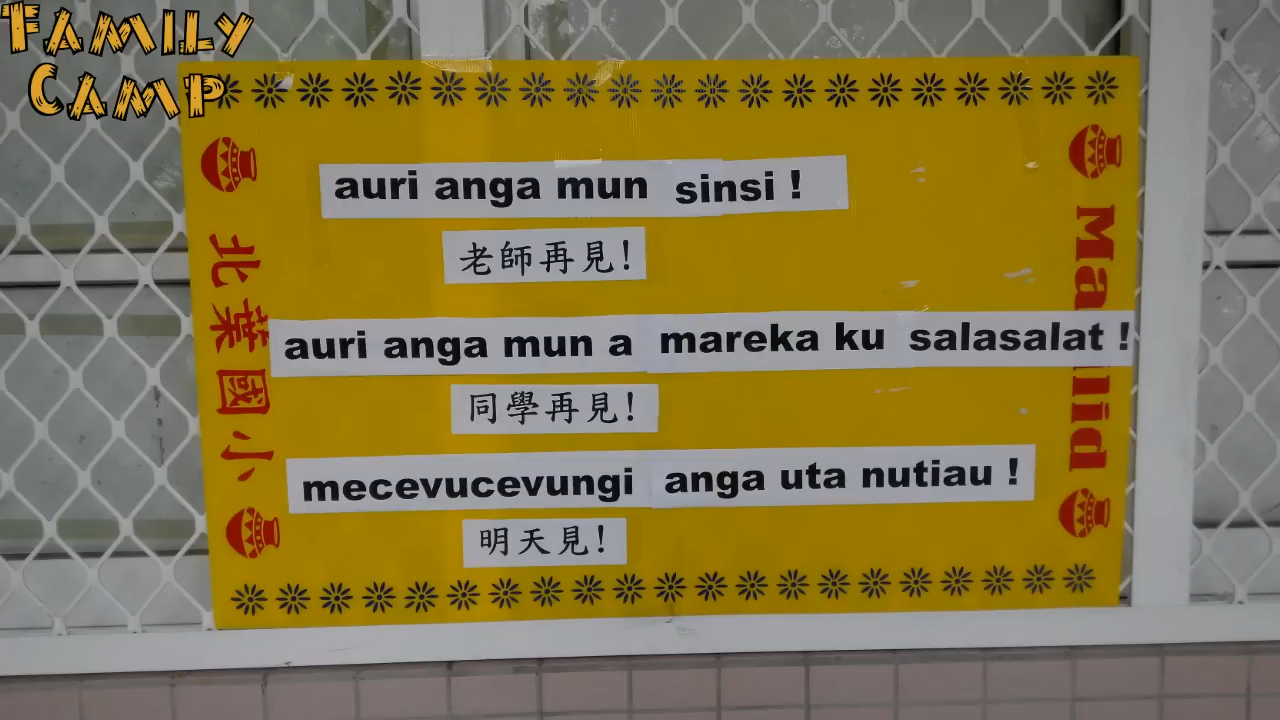 FAMILY
CAMP
auri anga mun sinsi !
老師再見!
auri anga mun a mareka ku salasalat !
同學再見!
mecevucevungi anga uta nutiau !
明天見!
北葉國小